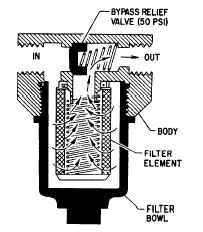 BYPASS RELIEF
VALVE (50 PSI)
IN
OUT
BODY
FILTER
ELEMENT
FILTER
BOWL